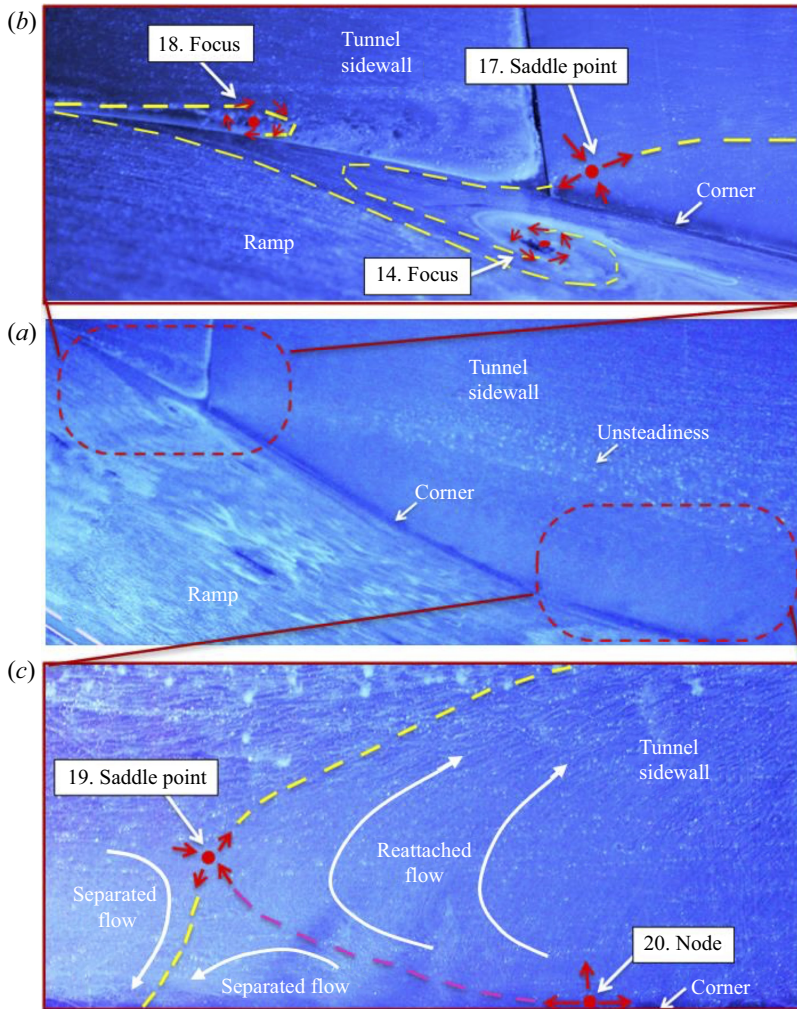 (b)
18. Focus
Tunnel
sidewall
17. Saddle point
Corner
Ramp
14. Focus
(a)
Tunnel
sidewall
Unsteadiness
Corner
Ramp
(c)
19. Saddle point
Tunnel
sidewall
Reattached
flow
Separated
flow
Separated flow
20. Node
Corner